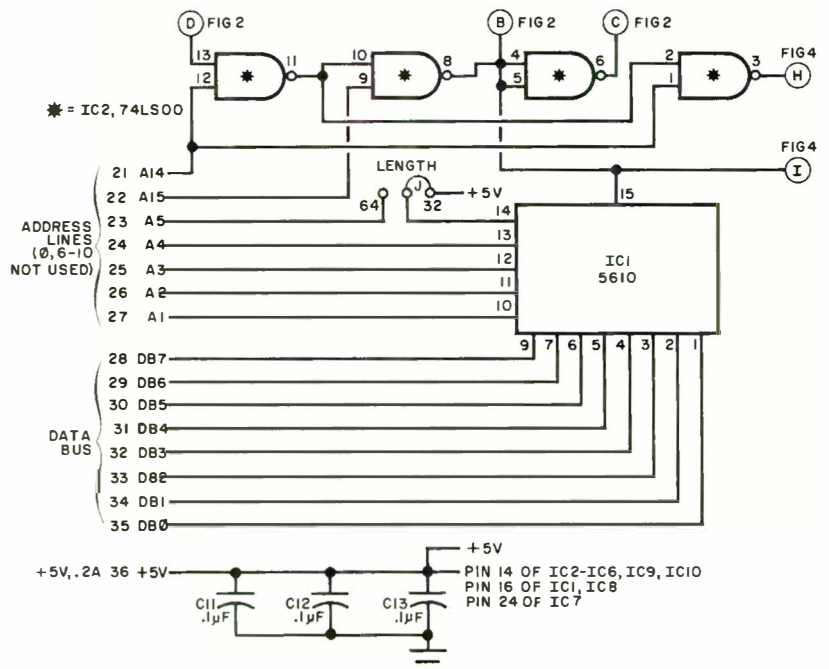 D FIG 2
B FIG 2
C FIG 2
13 12 11
10 9 8
4 5 6
2 1 3
FIG 4
H
✷ = IC2, 74LS00
FIG 4
I
21 A14
22 A15
23 A5
24 A4
25 A3
26 A2
27 A1
ADDRESS
LINES
(0,6-10
NOT USED)
LENGTH
64 J 32 +5V
14
13
12
11
10
15
IC1
5610
9 7 6 5 4 3 2 1
28 DB7
29 DB6
30 DB5
31 DB4
32 DB3
33 DB2
34 DB1
35 DB0
DATA
BUS
+5V
+5V,.2A 36 +5V
PIN 14 OF IC2-IC6, IC9, IC10
PIN 16 OF IC1, IC8
PIN 24 OF IC7
C11
.1µF
C12
.1µF
C13
.1µF